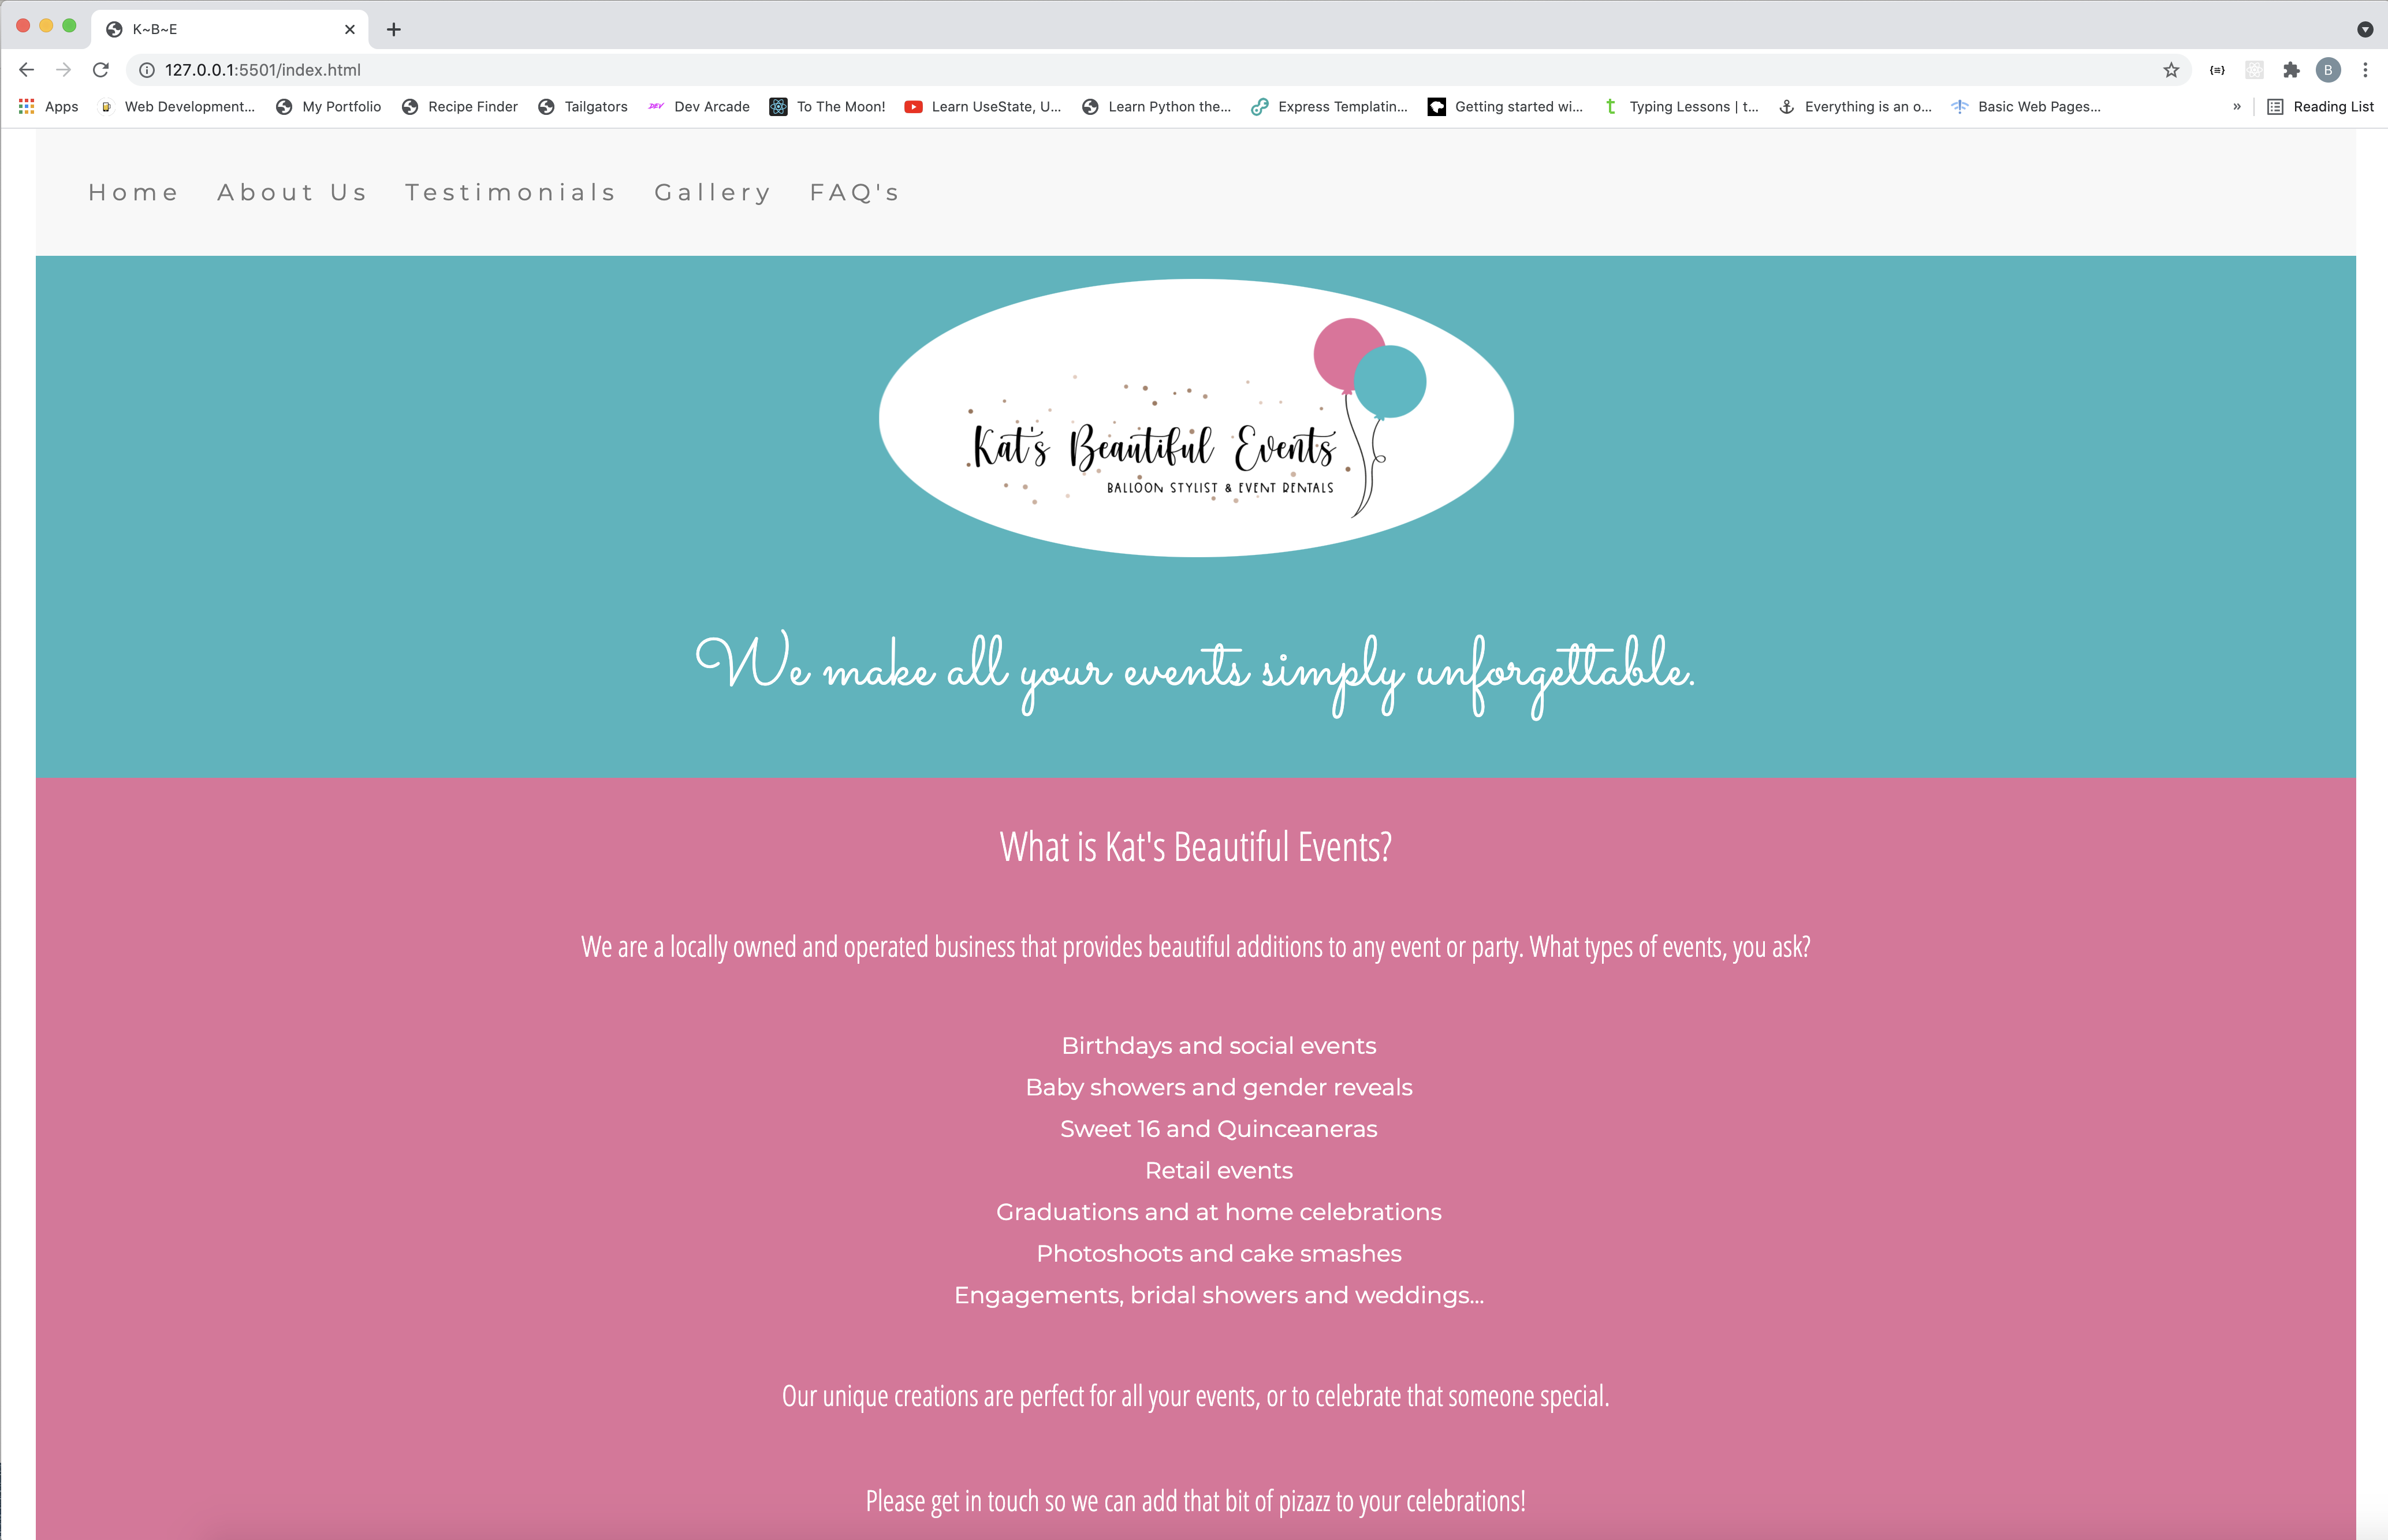 K~B~E
127.0.0.1:5501/index.html
B
Apps Web Development... My Portfolio Recipe Finder Tailgators DEV Dev Arcade To The Moon! Learn UseState, U... Learn Python the... Express Templatin... Getting started wi... t Typing Lessons | t... Everything is an o... Basic Web Pages... » Reading List
Home About Us Testimonials Gallery FAQ's
Kat's Beautiful Events
BALLOON STYLIST & EVENT RENTALS
We make all your events simply unforgettable.
What is Kat's Beautiful Events?
We are a locally owned and operated business that provides beautiful additions to any event or party. What types of events, you ask?
Birthdays and social events
Baby showers and gender reveals
Sweet 16 and Quinceaneras
Retail events
Graduations and at home celebrations
Photoshoots and cake smashes
Engagements, bridal showers and weddings...
Our unique creations are perfect for all your events, or to celebrate that someone special.
Please get in touch so we can add that bit of pizazz to your celebrations!